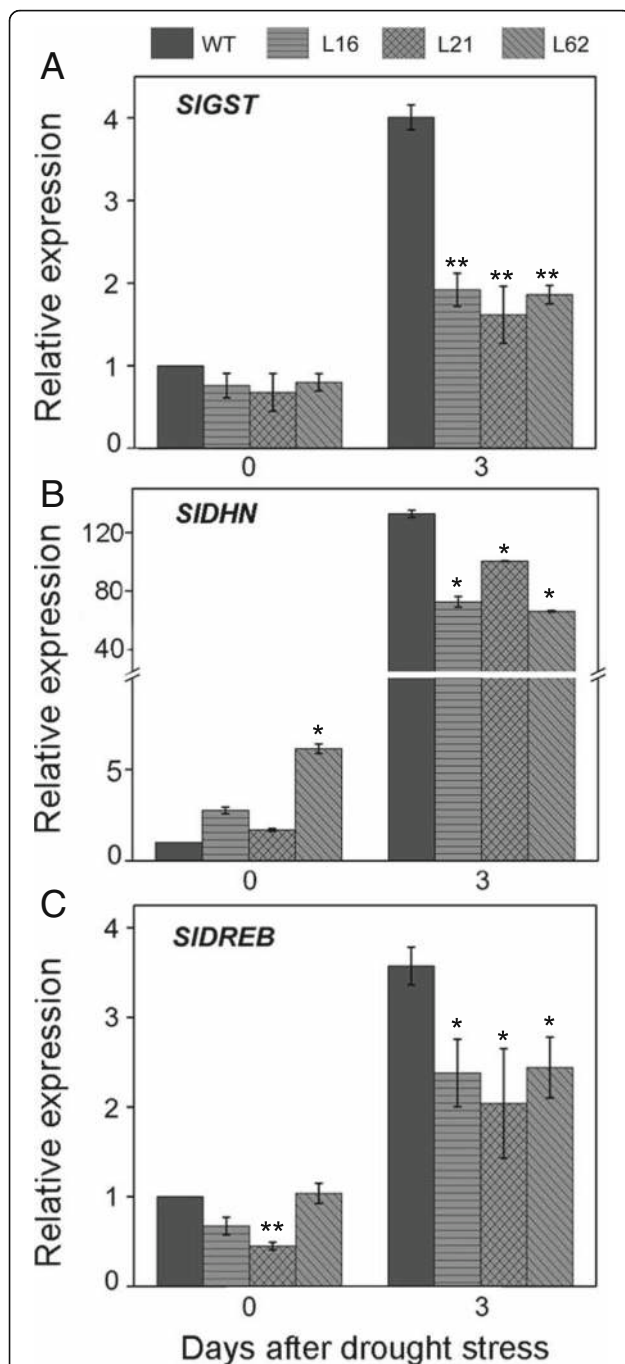 WT L16 L21 L62
A
SlGST
Relative expression
4
3
2
1
0
** ** **
0 3
B
SlDHN
Relative expression
120
80
40
5
0
*
* * *
0 3
C
SlDREB
Relative expression
4
3
2
1
0
**
* * *
0 3
Days after drought stress